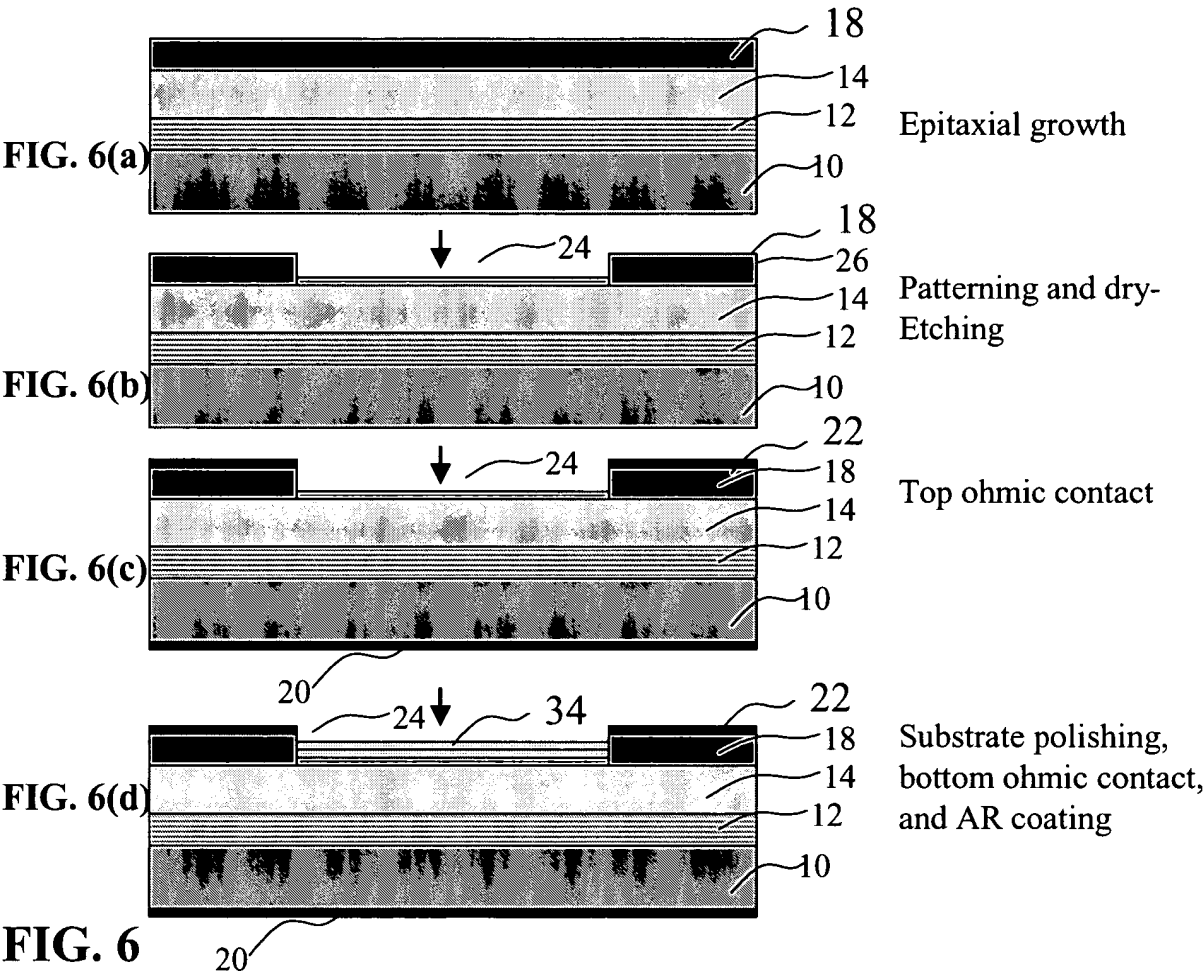 18
14
12
Epitaxial growth
FIG. 6(a)
10
24
18
26
Patterning and dry-
Etching
14
12
FIG. 6(b)
10
22
24
18
Top ohmic contact
14
12
FIG. 6(c)
10
20
24
34
22
18
Substrate polishing,
bottom ohmic contact,
and AR coating
14
FIG. 6(d)
12
10
FIG. 6
20